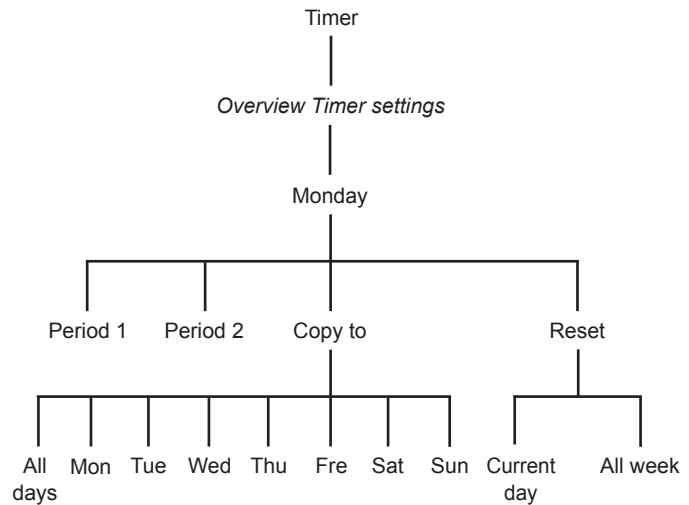 Timer
Overview Timer settings
Monday
Period 1 Period 2 Copy to Reset
All days Mon Tue Wed Thu Fre Sat Sun Current day All week